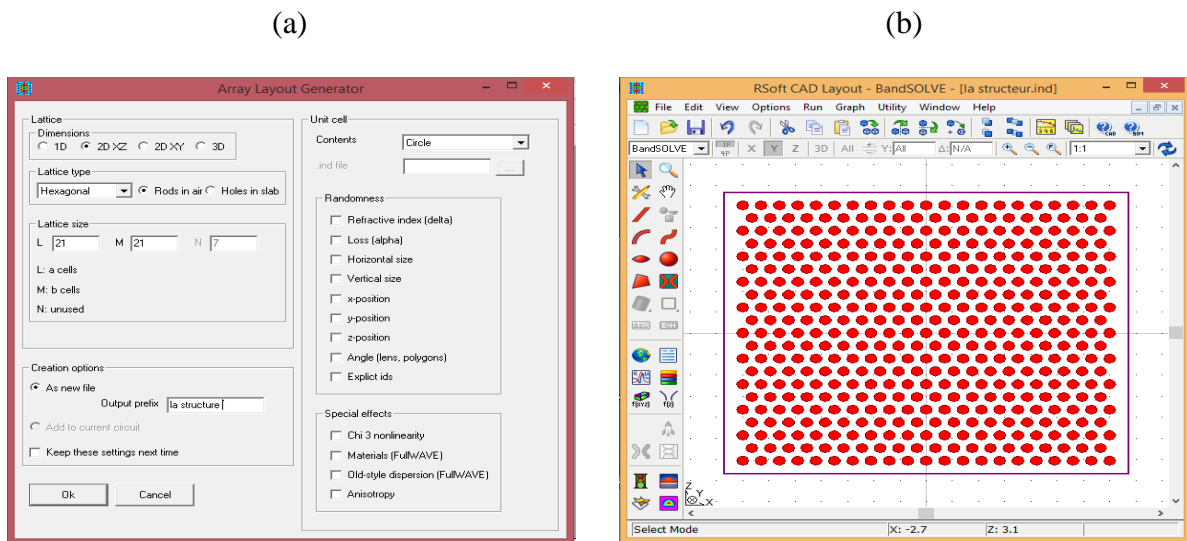 (a)
(b)
Array Layout Generator
Lattice
Dimensions
1D 2D XZ 2D XY 3D
Lattice type
Hexagonal Rods in air Holes in slab
Lattice size
L 21 M 21 N 7
L: a cells
M: b cells
N: unused
Creation options
As new file
Output prefix la structure
Add to current circuit
Keep these settings next time
Ok Cancel
Unit cell
Contents Circle
.ind file ...
Randomness
Refractive index (delta)
Loss (alpha)
Horizontal size
Vertical size
x-position
y-position
z-position
Angle (lens, polygons)
Explict ids
Special effects
Chi 3 nonlinearity
Materials (FullWAVE)
Old-style dispersion (FullWAVE)
Anisotropy
RSoft CAD Layout - BandSOLVE - [la structeur.ind]
File Edit View Options Run Graph Utility Window Help
BandSOLVE 1P 4P X Y Z 3D All Y: All Δ: N/A 1:1
CAD SIM
f(xyz) f(z)
Z Y X
Select Mode X: -2.7 Z: 3.1